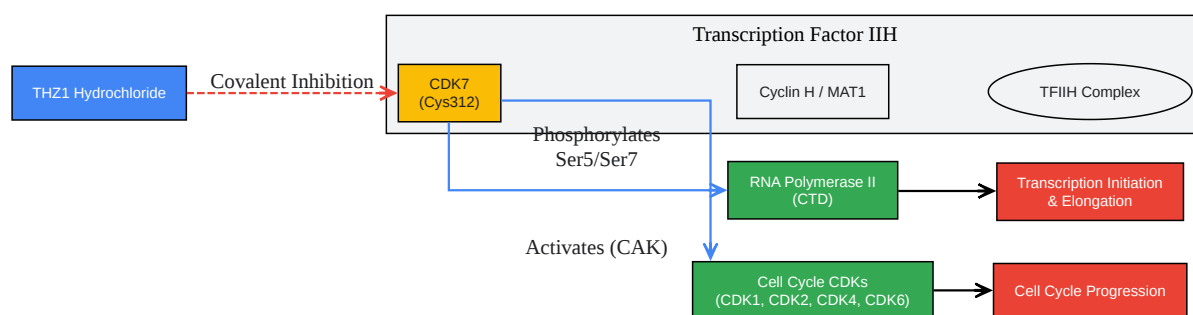 Transcription Factor IIH
THZ1 Hydrochloride
Covalent Inhibition
CDK7
(Cys312)
Cyclin H / MAT1
TFIIH Complex
Phosphorylates
Ser5/Ser7
RNA Polymerase II
(CTD)
Transcription Initiation
& Elongation
Activates (CAK)
Cell Cycle CDKs
(CDK1, CDK2, CDK4, CDK6)
Cell Cycle Progression